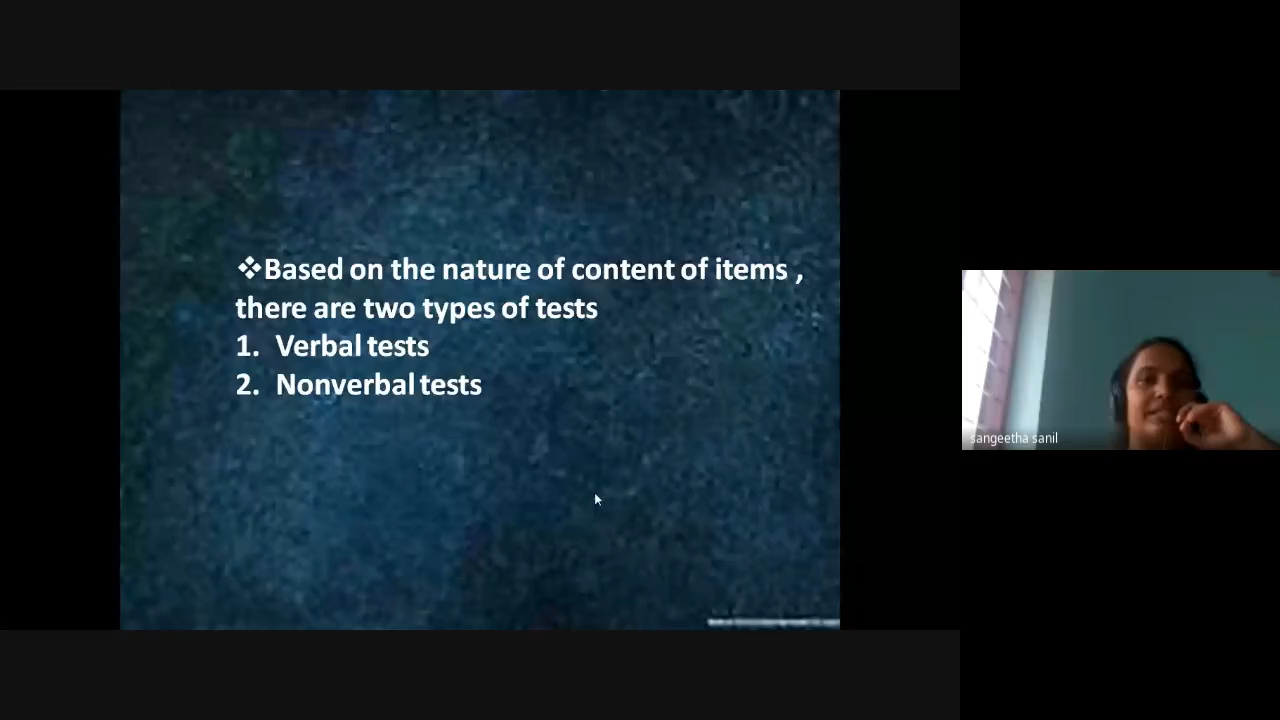 ❖Based on the nature of content of items ,
there are two types of tests
1. Verbal tests
2. Nonverbal tests
sangeetha sanil